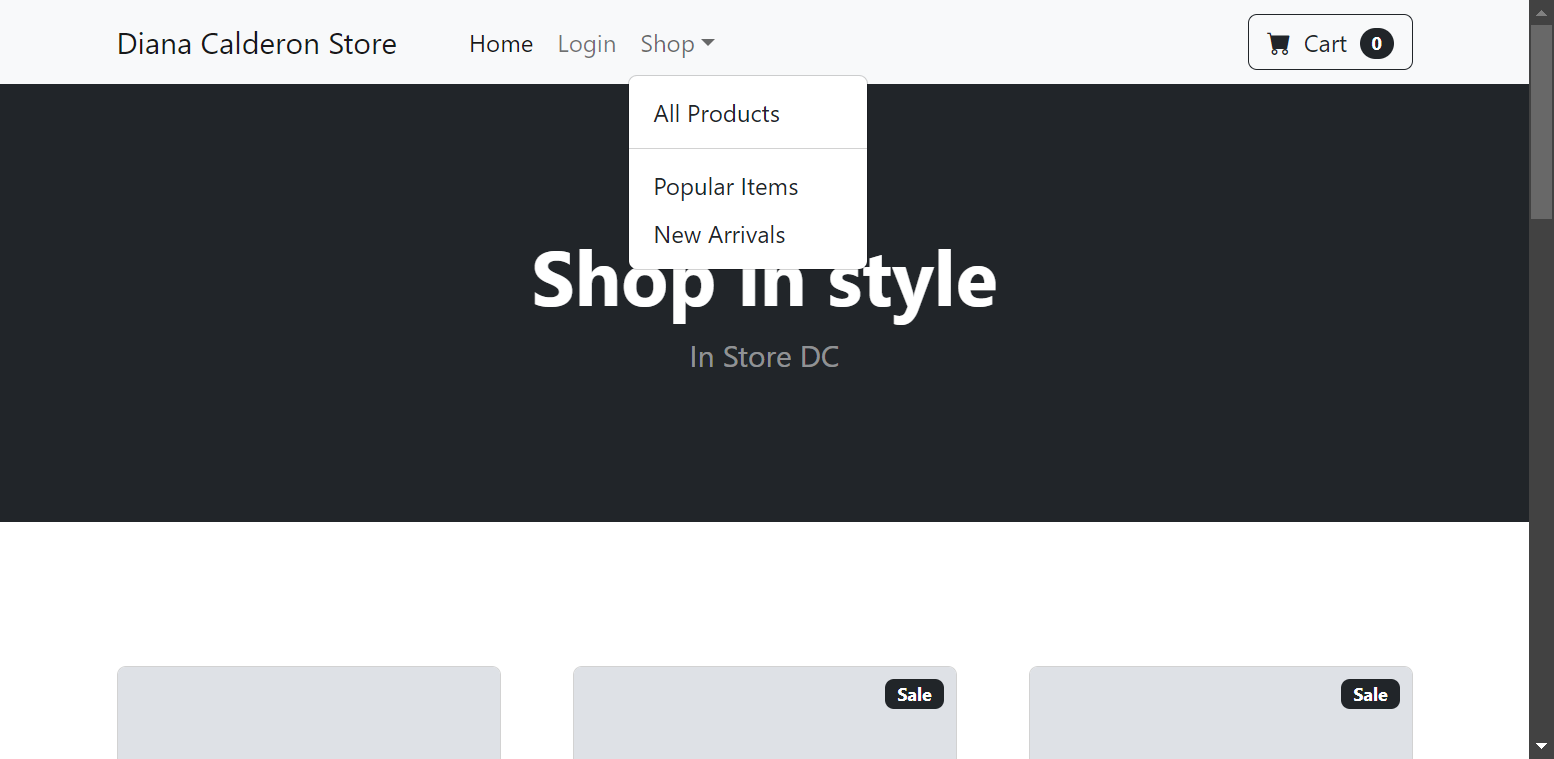 Diana Calderon Store
Home
Login
Shop
Cart 0
All Products
Popular Items
New Arrivals
Shop in style
In Store DC
Sale
Sale